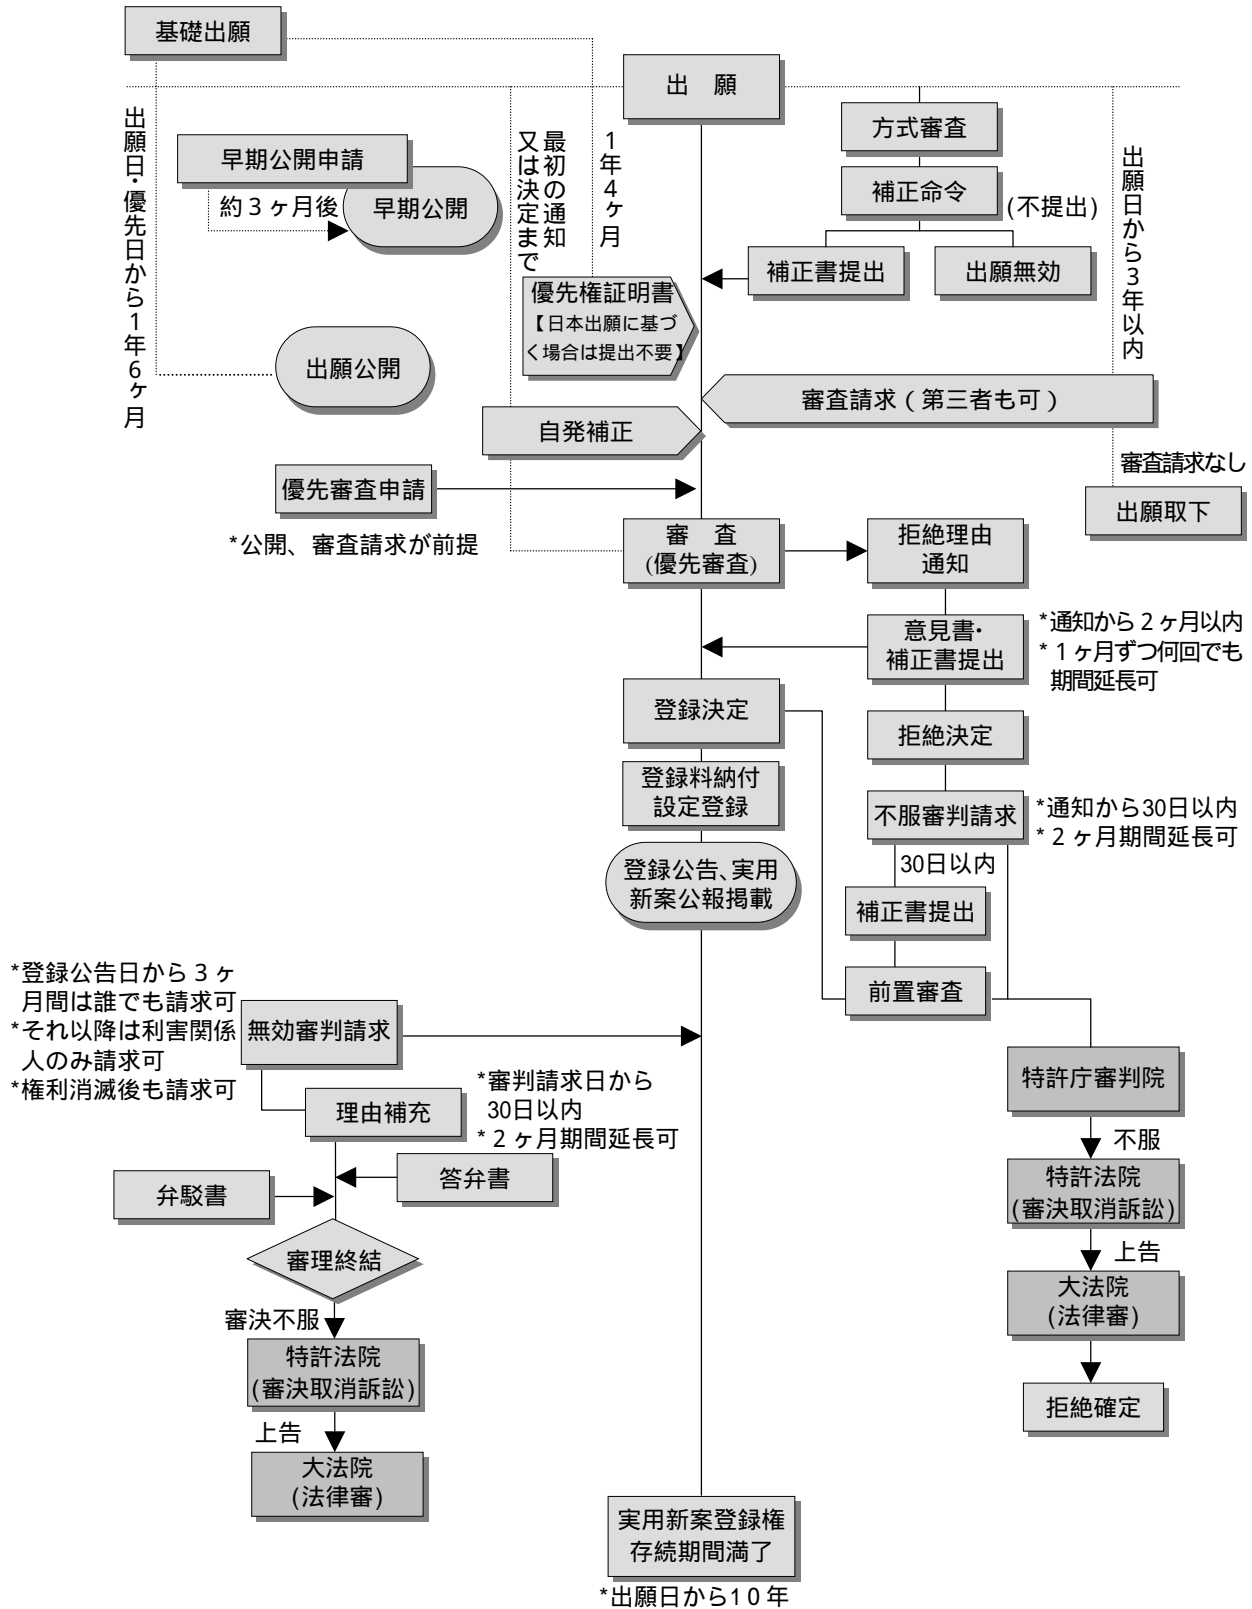 基礎出願
出 願
出願日・優先日から1年6ヶ月
早期公開申請
約3ヶ月後
早期公開
最初の通知
又は決定まで
1年4ヶ月
方式審査
補正命令
(不提出)
補正書提出
出願無効
出願日から3年以内
優先権証明書
【日本出願に基づ
く場合は提出不要】
出願公開
審査請求(第三者も可)
自発補正
審査請求なし
出願取下
優先審査申請
*公開、審査請求が前提
審 査
(優先審査)
拒絶理由
通知
意見書・
補正書提出
*通知から2ヶ月以内
*1ヶ月ずつ何回でも
期間延長可
登録決定
拒絶決定
登録料納付
設定登録
不服審判請求
*通知から30日以内
*2ヶ月期間延長可
登録公告、実用
新案公報掲載
30日以内
補正書提出
前置審査
*登録公告日から3ヶ
月間は誰でも請求可
*それ以降は利害関係
人のみ請求可
*権利消滅後も請求可
無効審判請求
理由補充
*審判請求日から
30日以内
*2ヶ月期間延長可
特許庁審判院
不服
答弁書
弁駁書
特許法院
(審決取消訴訟)
審理終結
上告
大法院
(法律審)
審決不服
特許法院
(審決取消訴訟)
拒絶確定
上告
大法院
(法律審)
実用新案登録権
存続期間満了
*出願日から10年